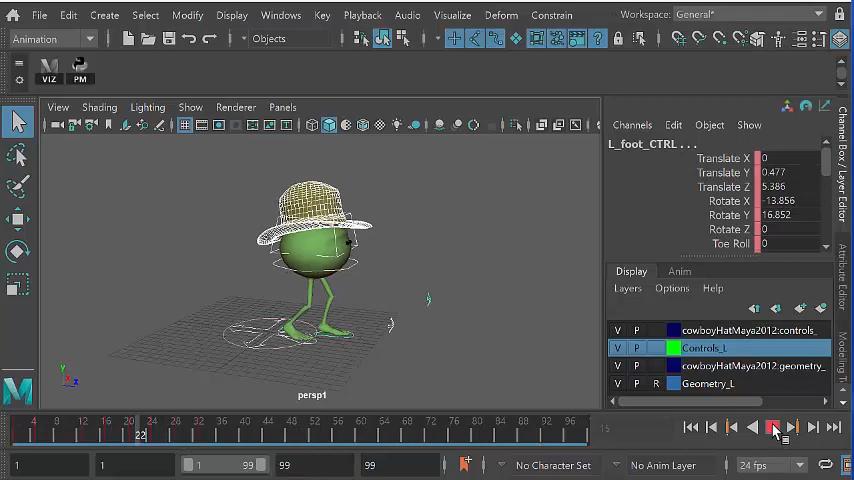 File Edit Create Select Modify Display Windows Key Playback Audio Visualize Deform Constrain Workspace: General*
Animation Objects
VIZ PM
View Shading Lighting Show Renderer Panels
Channels Edit Object Show
L_foot_CTRL . . .
Translate X 0
Translate Y 0.477
Translate Z 5.386
Rotate X -13.856
Rotate Y 16.852
Rotate Z 0
Toe Roll 0
Channel Box / Layer Editor
Attribute Editor
Display Anim
Layers Options Help
V P cowboyHatMaya2012:controls_
V P Controls_L
V P cowboyHatMaya2012:geometry_
V P R Geometry_L
y
x
persp1
4 8 12 16 20 24 28 32 36 40 44 48 52 56 60 64 68 72 76 80 84 88 92 96
22
15
1 1 1 99 99 99 No Character Set No Anim Layer 24 fps